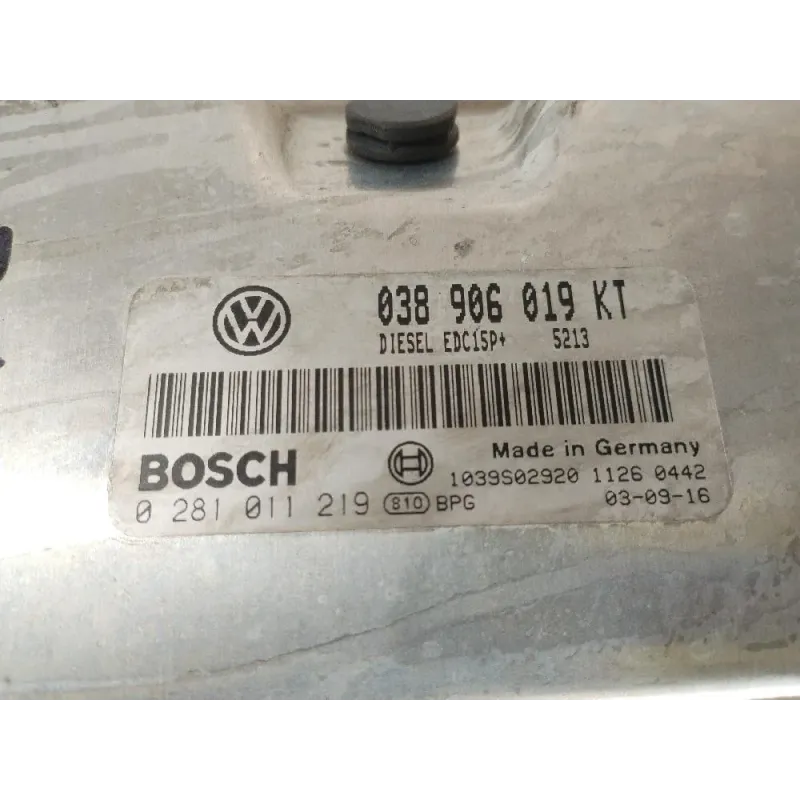 038 906 019 KT
DIESEL EDC15P+ 5213
BOSCH
Made in Germany
1039S02920 1126 0442
0 281 011 219 810 BPG
03-09-16